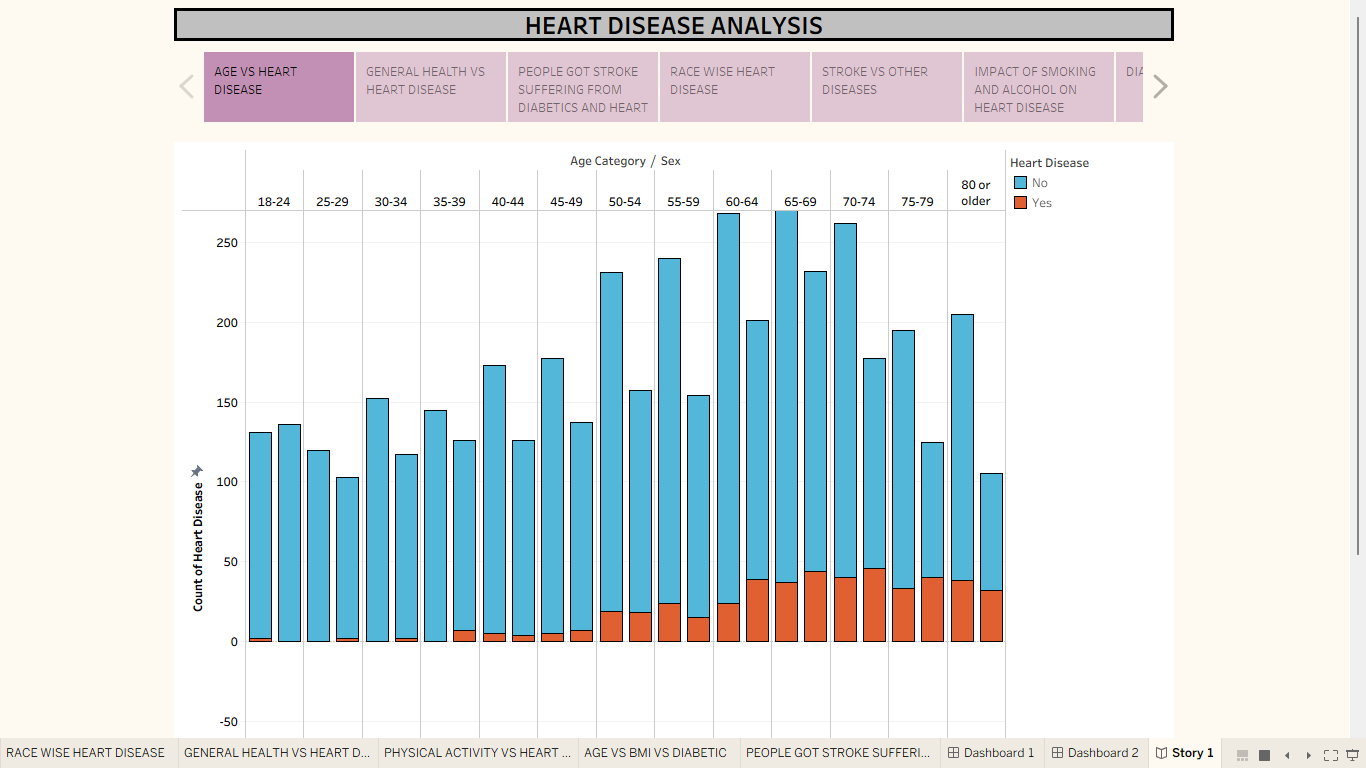 HEART DISEASE ANALYSIS
AGE VS HEART
DISEASE
GENERAL HEALTH VS
HEART DISEASE
PEOPLE GOT STROKE
SUFFERING FROM
DIABETICS AND HEART
RACE WISE HEART
DISEASE
STROKE VS OTHER
DISEASES
IMPACT OF SMOKING
AND ALCOHOL ON
HEART DISEASE
Age Category / Sex
18-24
25-29
30-34
35-39
40-44
45-49
50-54
55-59
60-64
65-69
70-74
75-79
80 or
older
Heart Disease
No
Yes
Count of Heart Disease
250
200
150
100
50
0
-50
RACE WISE HEART DISEASE
GENERAL HEALTH VS HEART D...
PHYSICAL ACTIVITY VS HEART ...
AGE VS BMI VS DIABETIC
PEOPLE GOT STROKE SUFFERI...
Dashboard 1
Dashboard 2
Story 1